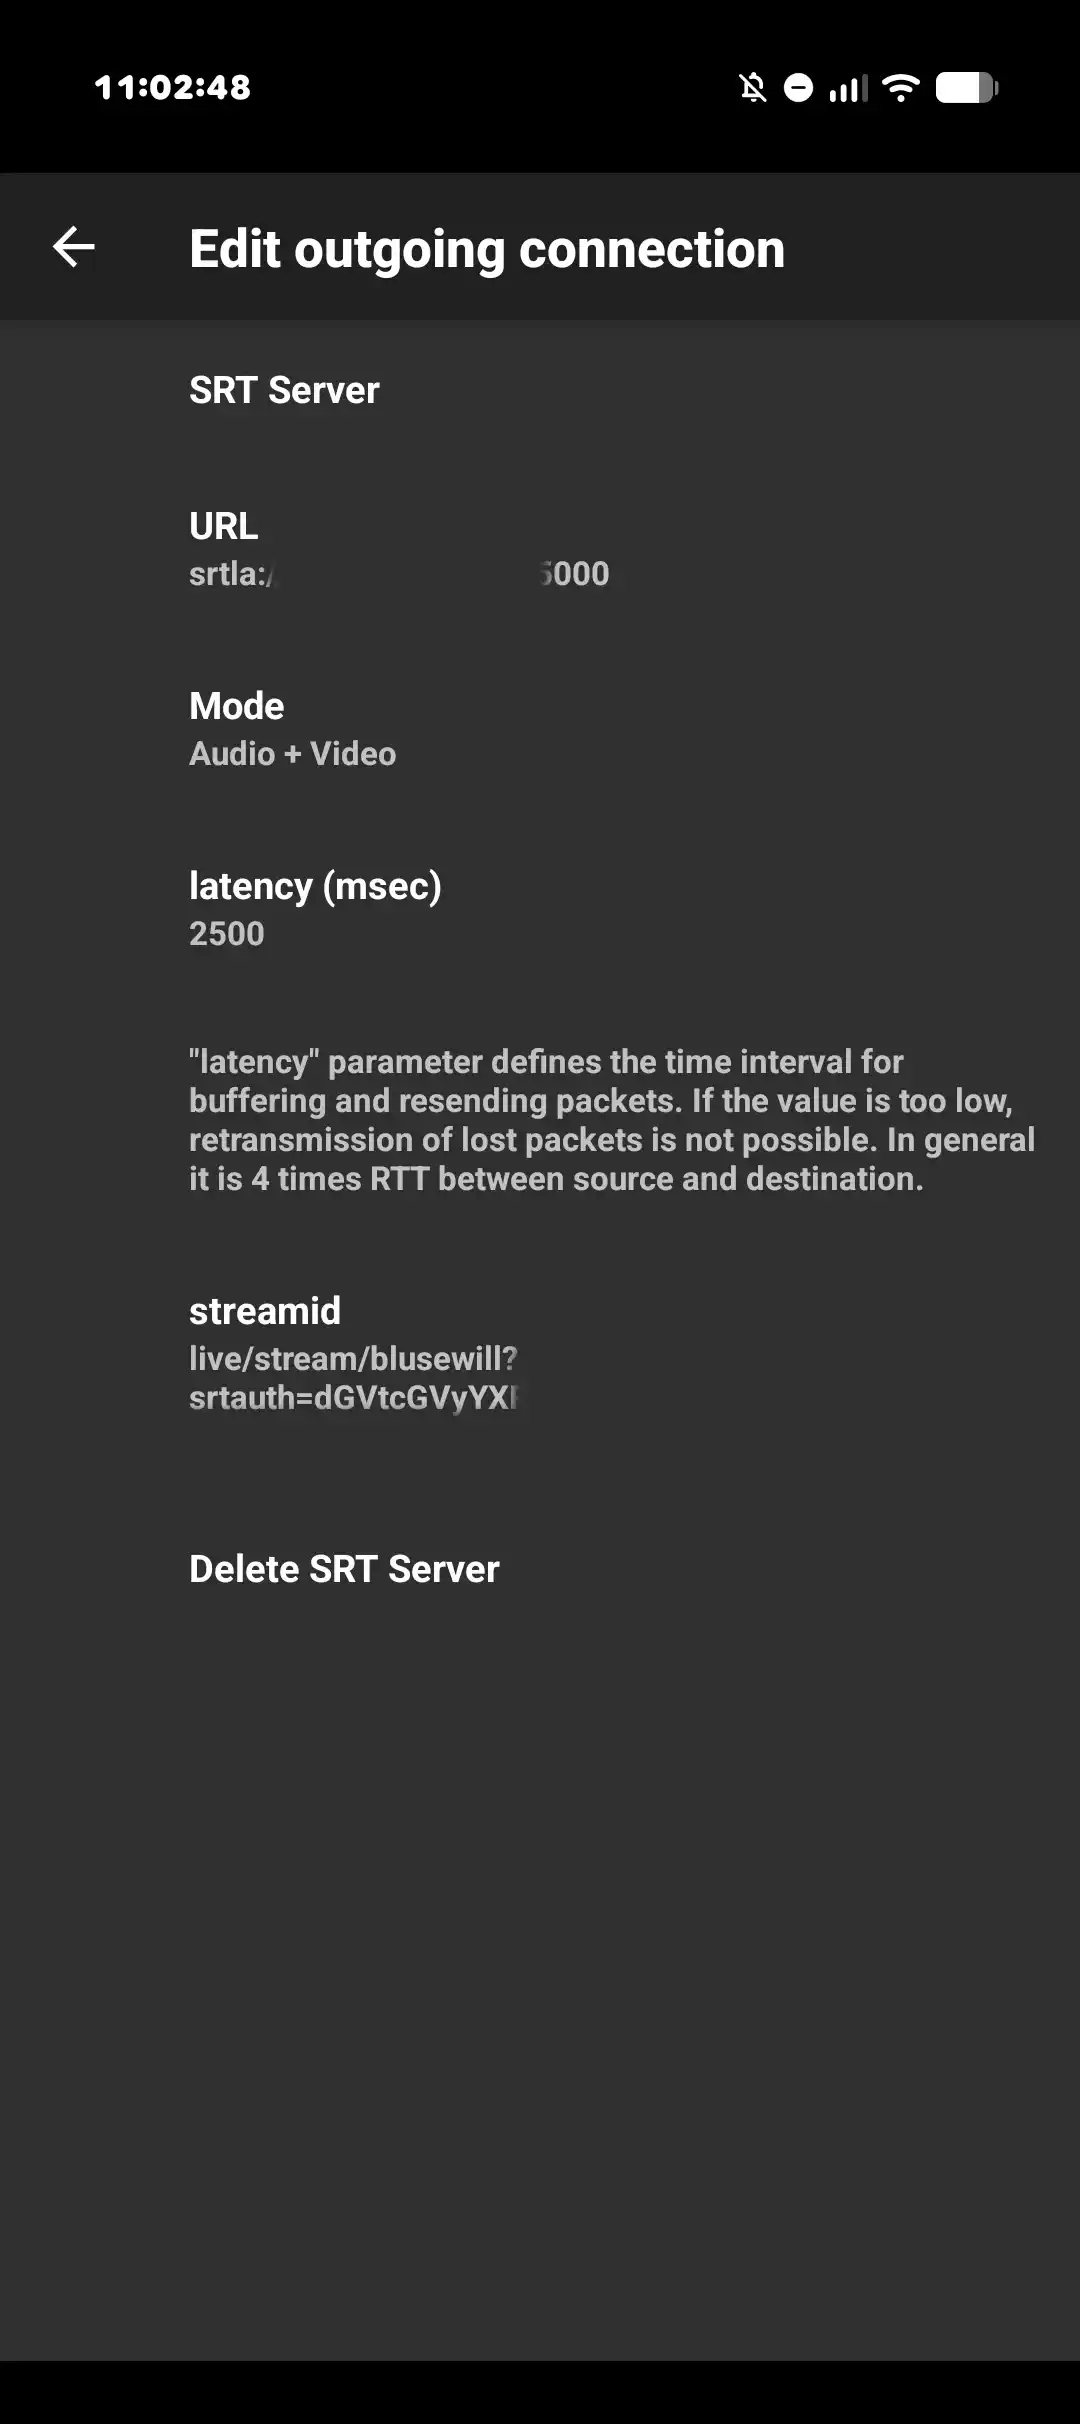 11:02:48
Edit outgoing connection
SRT Server
URL
srtla:/ 5000
Mode
Audio + Video
latency (msec)
2500
"latency" parameter defines the time interval for
buffering and resending packets. If the value is too low,
retransmission of lost packets is not possible. In general
it is 4 times RTT between source and destination.
streamid
live/stream/blusewill?
srtauth=dGVtcGVyYX
Delete SRT Server